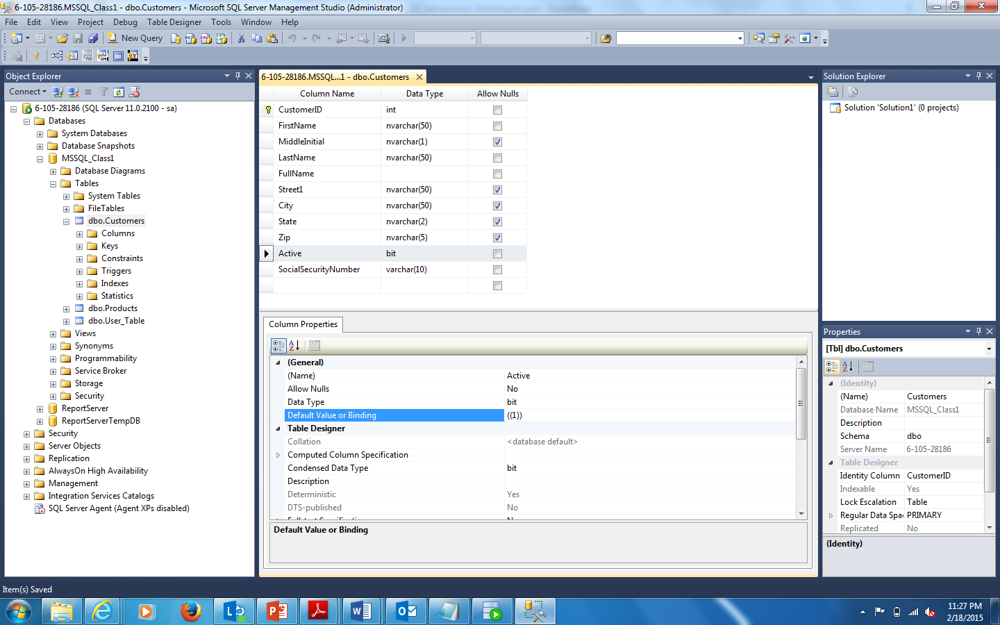 6-105-28186.MSSQL_Class1 - dbo.Customers - Microsoft SQL Server Management Studio (Administrator)
File Edit View Project Debug Table Designer Tools Window Help
New Query
Object Explorer
Connect
6-105-28186 (SQL Server 11.0.2100 - sa)
Databases
System Databases
Database Snapshots
MSSQL_Class1
Database Diagrams
Tables
System Tables
FileTables
dbo.Customers
Columns
Keys
Constraints
Triggers
Indexes
Statistics
dbo.Products
dbo.User_Table
Views
Synonyms
Programmability
Service Broker
Storage
Security
ReportServer
ReportServerTempDB
Security
Server Objects
Replication
AlwaysOn High Availability
Management
Integration Services Catalogs
SQL Server Agent (Agent XPs disabled)
6-105-28186.MSSQL...1 - dbo.Customers
Column Name Data Type Allow Nulls
CustomerID int
FirstName nvarchar(50)
MiddleInitial nvarchar(1)
LastName nvarchar(50)
FullName
Street1 nvarchar(50)
City nvarchar(50)
State nvarchar(2)
Zip nvarchar(5)
Active bit
SocialSecurityNumber varchar(10)
Column Properties
(General)
(Name) Active
Allow Nulls No
Data Type bit
Default Value or Binding ((1))
Table Designer
Collation <database default>
Computed Column Specification
Condensed Data Type bit
Description
Deterministic Yes
DTS-published No
Default Value or Binding
Solution Explorer
Solution 'Solution1' (0 projects)
Properties
[Tbl] dbo.Customers
(Identity)
(Name) Customers
Database Name MSSQL_Class1
Description
Schema dbo
Server Name 6-105-28186
Table Designer
Identity Column CustomerID
Indexable Yes
Lock Escalation Table
Regular Data Spa PRIMARY
Replicated No
(Identity)
Item(s) Saved
11:27 PM
2/18/2015